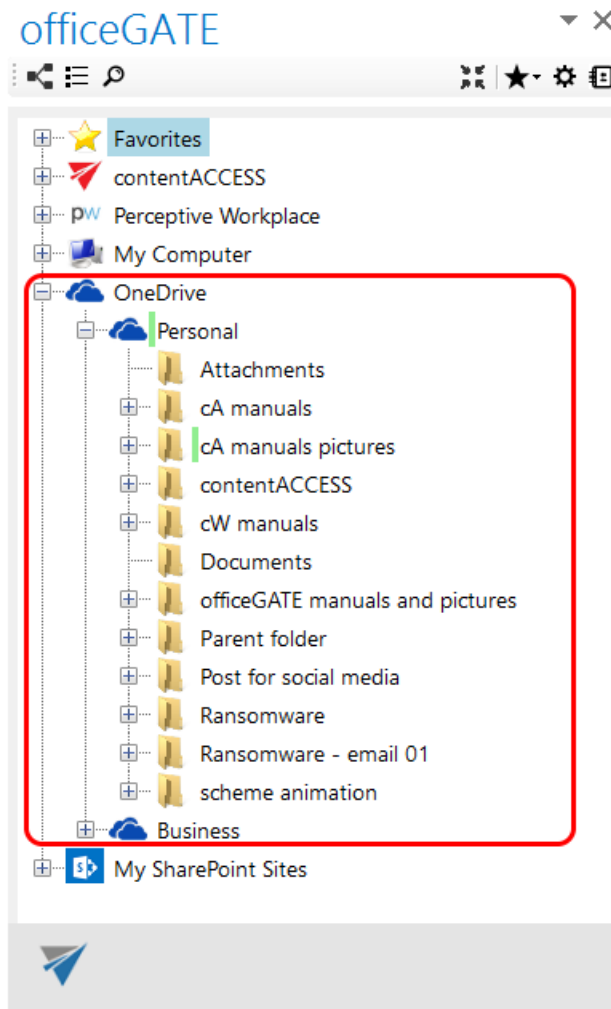 officeGATE
Favorites
contentACCESS
pw Perceptive Workplace
My Computer
OneDrive
Personal
Attachments
cA manuals
cA manuals pictures
contentACCESS
cW manuals
Documents
officeGATE manuals and pictures
Parent folder
Post for social media
Ransomware
Ransomware - email 01
scheme animation
Business
S My SharePoint Sites